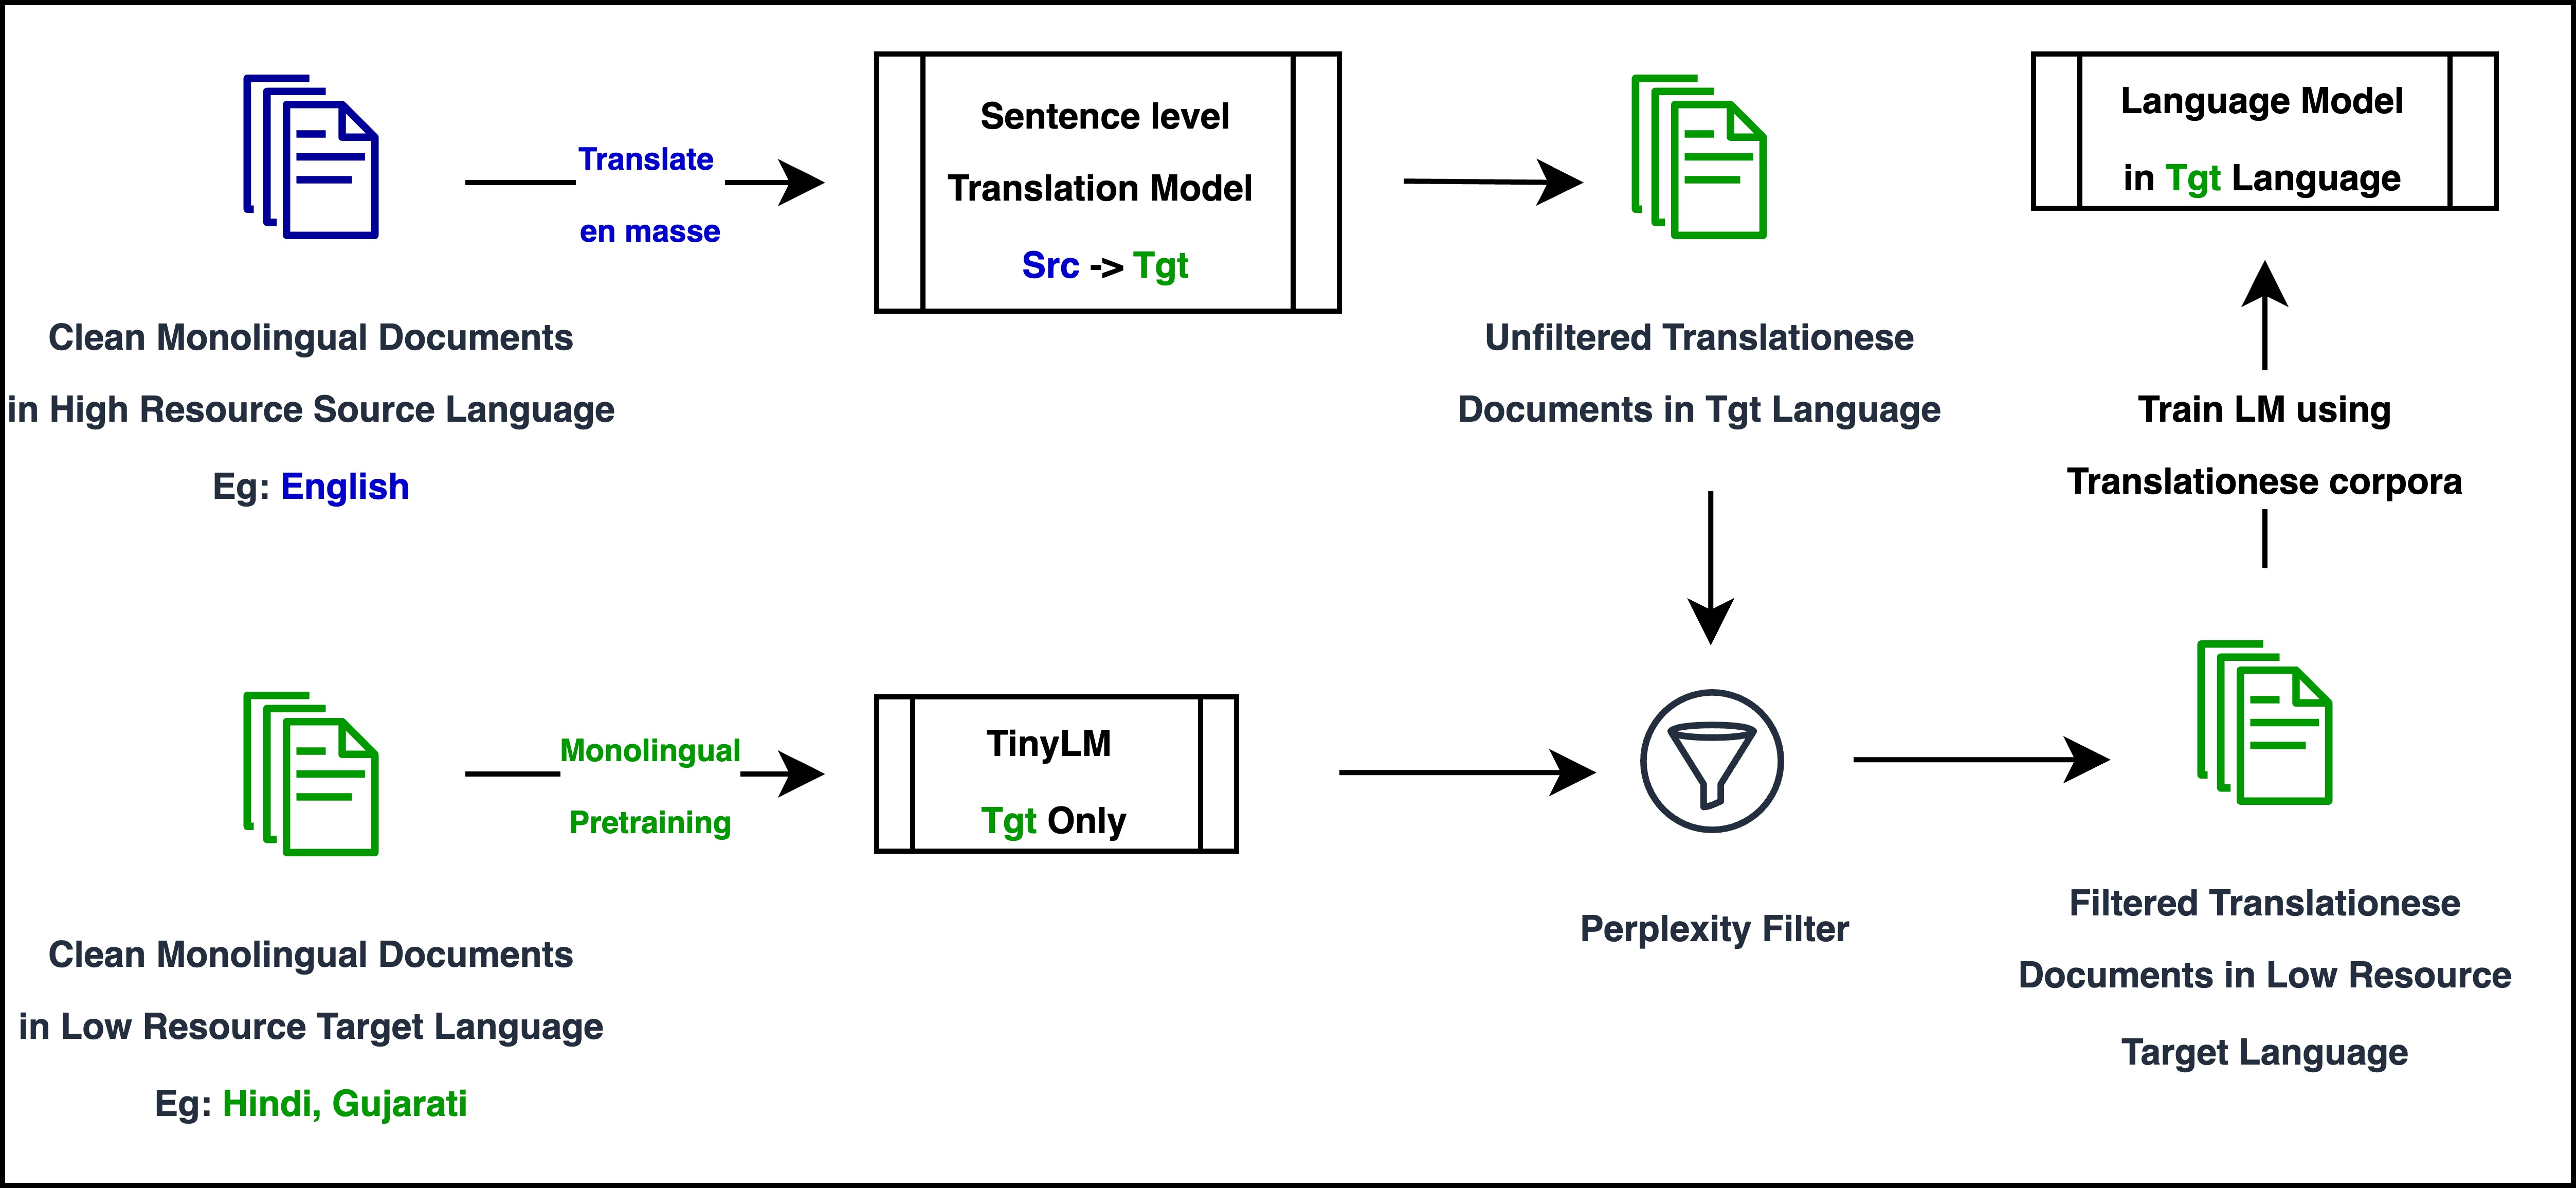 Translate
en masse
Sentence level
Translation Model
Src -> Tgt
Language Model
in Tgt Language
Clean Monolingual Documents
in High Resource Source Language
Eg: English
Unfiltered Translationese
Documents in Tgt Language
Train LM using
Translationese corpora
Monolingual
Pretraining
TinyLM
Tgt Only
Perplexity Filter
Clean Monolingual Documents
in Low Resource Target Language
Eg: Hindi, Gujarati
Filtered Translationese
Documents in Low Resource
Target Language